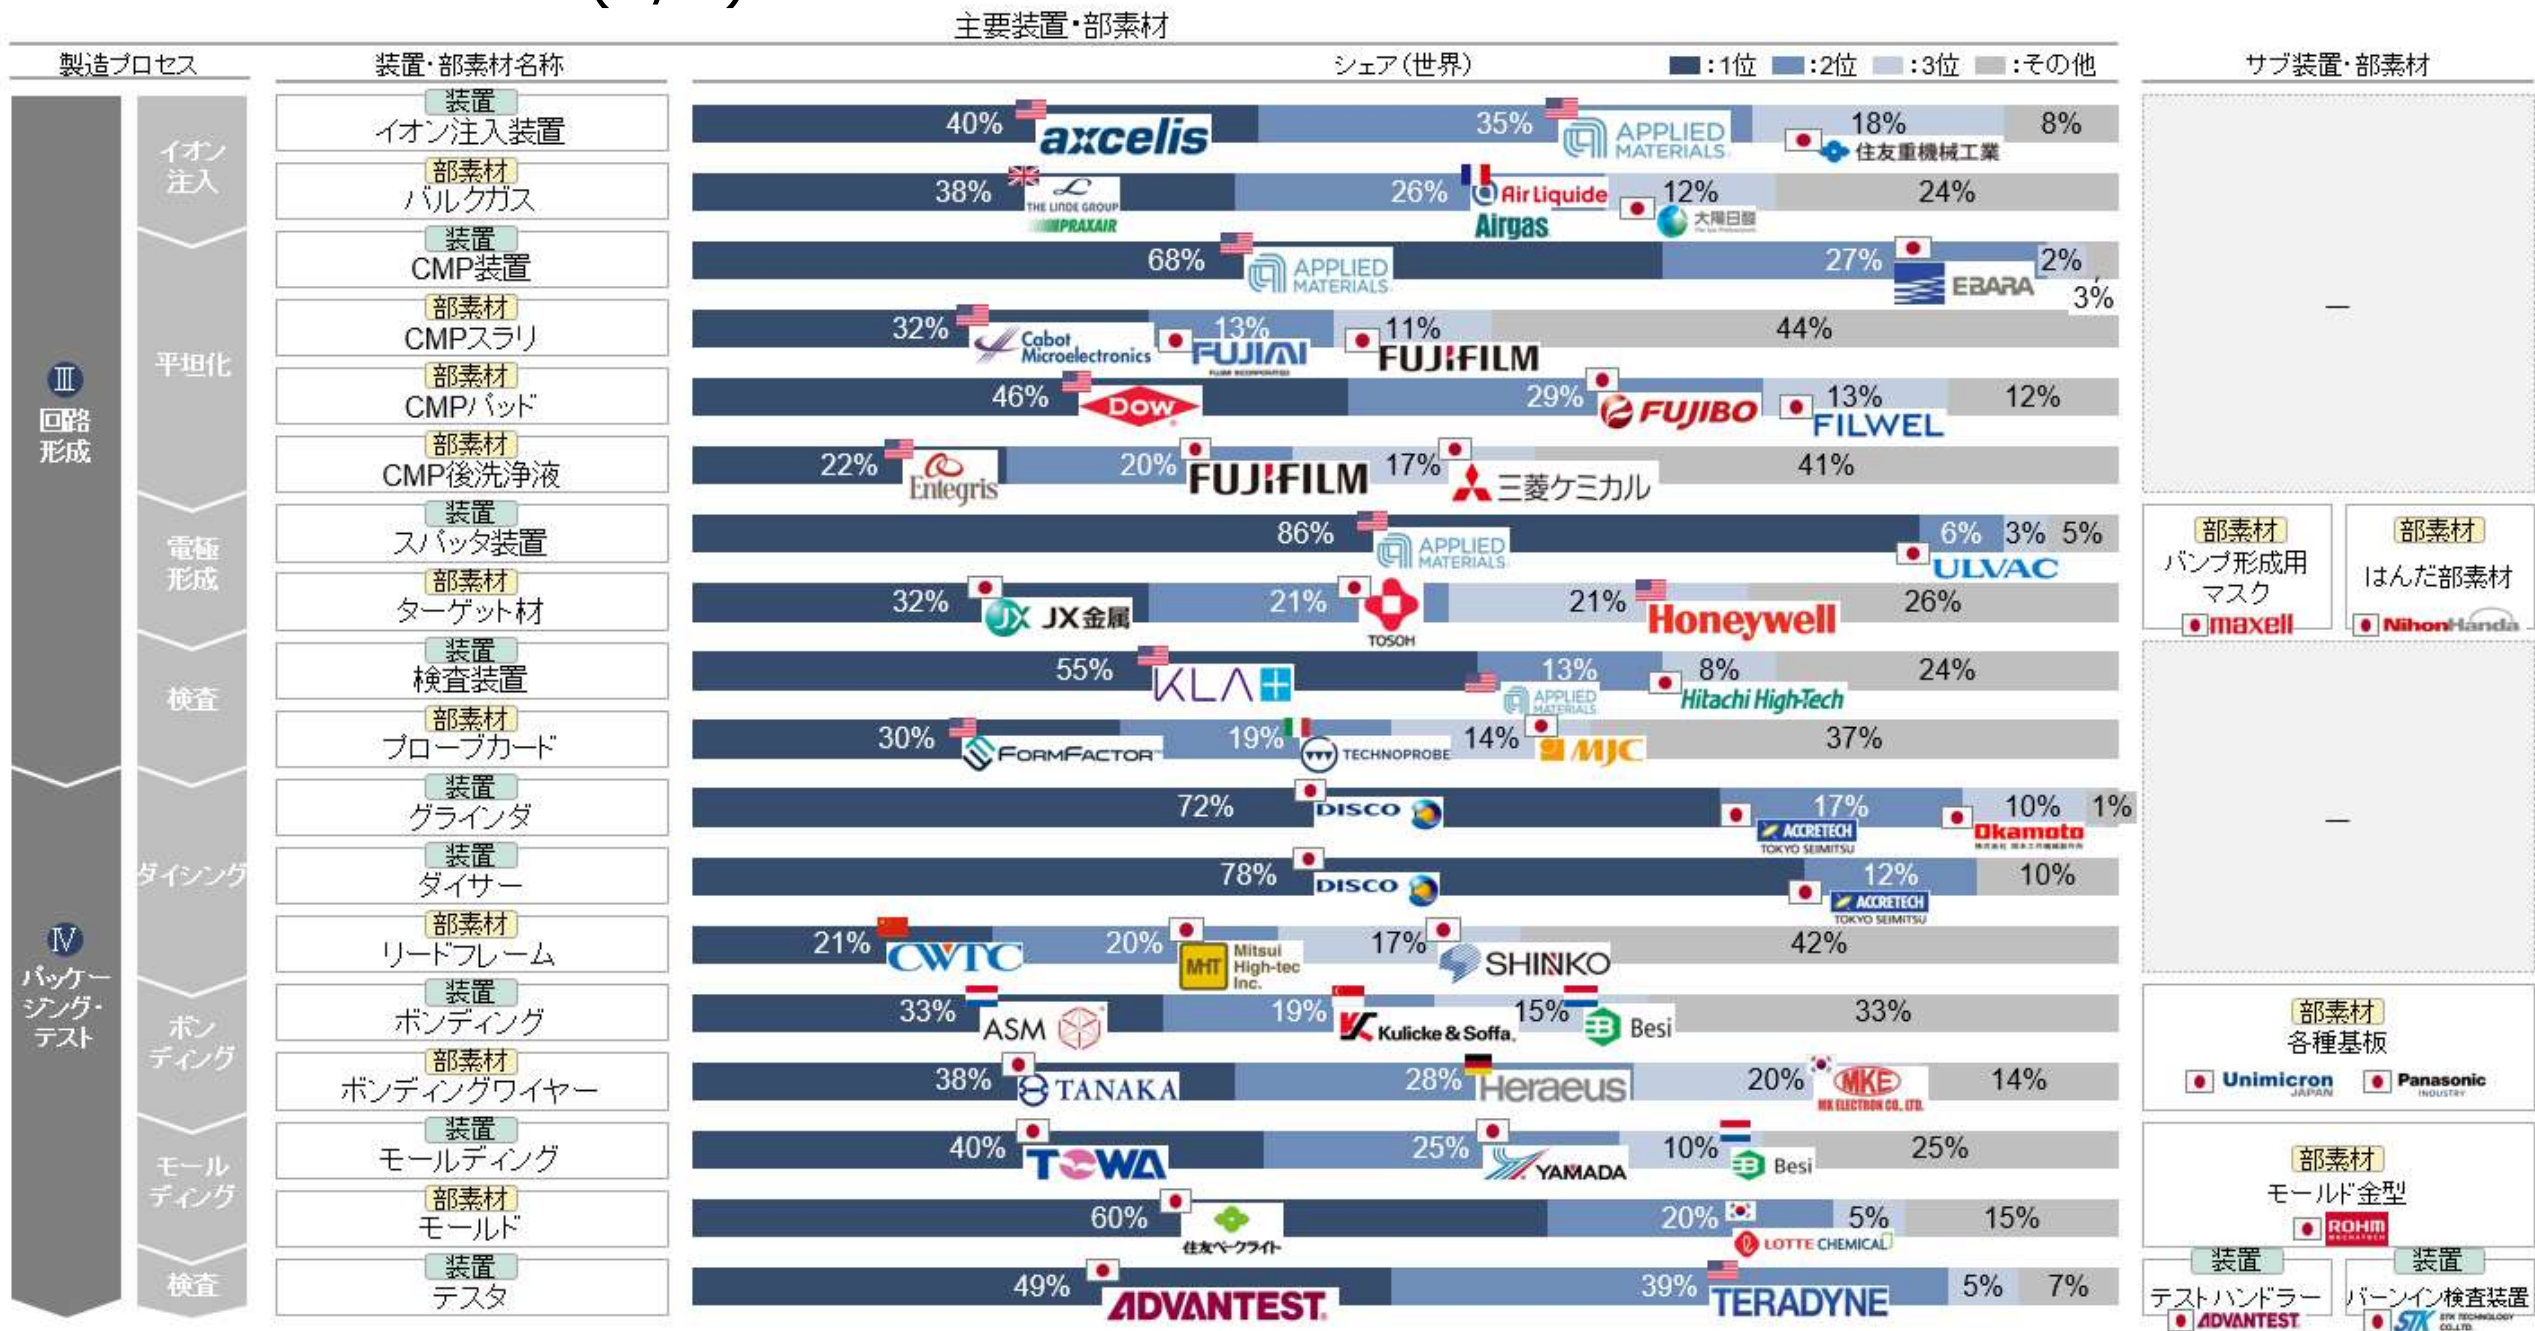 主要装置・部素材
製造プロセス 装置・部素材名称 シェア(世界) :1位 :2位 :3位 :その他 サブ装置・部素材
Ⅲ
回路
形成
イオン
注入
装置
イオン注入装置
40% axcelis 35% APPLIED MATERIALS 18% 住友重機械工業 8%
部素材
バルクガス
38% THE LINDE GROUP PRAXAIR 26% Air Liquide Airgas 12% 大陽日酸 24%
平坦化
装置
CMP装置
68% APPLIED MATERIALS 27% EBARA 2% 3%
部素材
CMPスラリ
32% Cabot Microelectronics 13% FUJIMI 11% FUJIFILM 44%
部素材
CMPパッド
46% DOW 29% FUJIBO 13% FILWEL 12%
部素材
CMP後洗浄液
22% Entegris 20% FUJIFILM 17% 三菱ケミカル 41%
―
電極
形成
装置
スパッタ装置
86% APPLIED MATERIALS 6% ULVAC 3% 5%
部素材
ターゲット材
32% JX JX金属 21% TOSOH 21% Honeywell 26%
部素材
バンプ形成用
マスク
maxell
部素材
はんだ部素材
NihonHanda
検査
装置
検査装置
55% KLA 13% APPLIED MATERIALS 8% Hitachi High-Tech 24%
部素材
プローブカード
30% FORMFACTOR 19% TECHNOPROBE 14% MJC 37%
Ⅳ
パッケー
ジング・
テスト
ダイシング
装置
グラインダ
72% DISCO 17% ACCRETECH TOKYO SEIMITSU 10% Okamoto 1%
装置
ダイサー
78% DISCO 12% ACCRETECH TOKYO SEIMITSU 10%
部素材
リードフレーム
21% CWTC 20% MHT Mitsui High-tec Inc. 17% SHINKO 42%
―
ボン
ディング
装置
ボンディング
33% ASM 19% Kulicke & Soffa 15% Besi 33%
部素材
ボンディングワイヤー
38% TANAKA 28% Heraeus 20% MKE MK ELECTRON CO., LTD. 14%
部素材
各種基板
Unimicron JAPAN Panasonic INDUSTRY
モール
ディング
装置
モールディング
40% TOWA 25% YAMADA 10% Besi 25%
部素材
モールド
60% 住友ベークライト 20% LOTTE CHEMICAL 5% 15%
部素材
モールド金型
ROHM MECHATECH
検査
装置
テスタ
49% ADVANTEST 39% TERADYNE 5% 7%
装置
テストハンドラー
ADVANTEST
装置
バーンイン検査装置
STK STK TECHNOLOGY CO.,LTD.